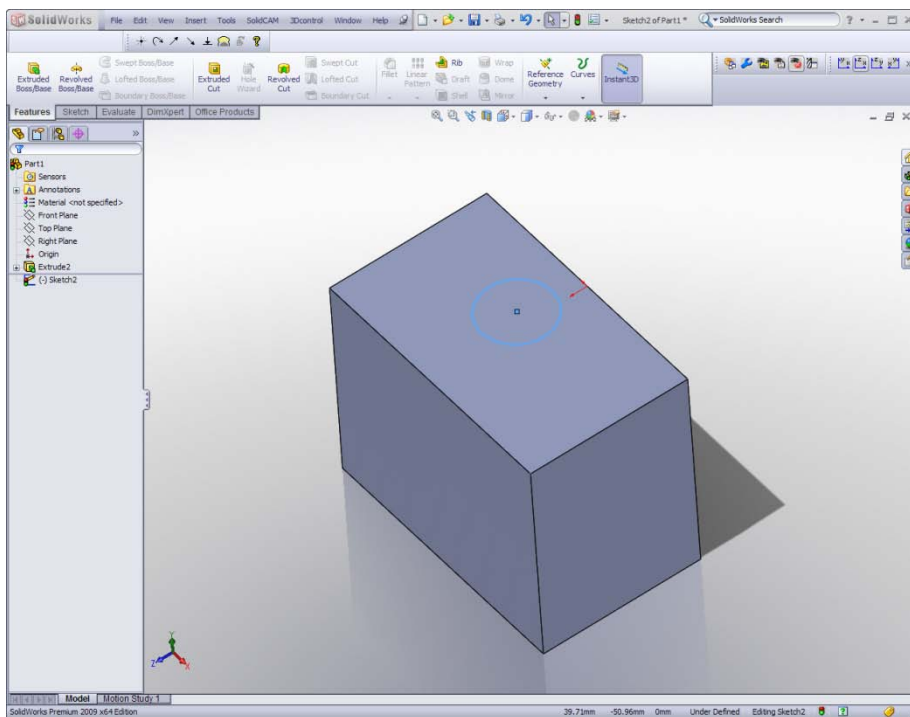 SolidWorks File Edit View Insert Tools SolidCAM 3Dcontrol Window Help Sketch2 of Part1 * SolidWorks Search
Extruded Boss/Base Revolved Boss/Base Swept Boss/Base Lofted Boss/Base Boundary Boss/Base Extruded Cut Hole Wizard Revolved Cut Swept Cut Lofted Cut Boundary Cut Fillet Linear Pattern Rib Draft Shell Wrap Dome Mirror Reference Geometry Curves Instant3D
Features Sketch Evaluate DimXpert Office Products
Part1
Sensors
Annotations
Material <not specified>
Front Plane
Top Plane
Right Plane
Origin
Extrude2
(-) Sketch2
Y
Z X
Model Motion Study 1
SolidWorks Premium 2009 x64 Edition 39.71mm -50.96mm 0mm Under Defined Editing Sketch2